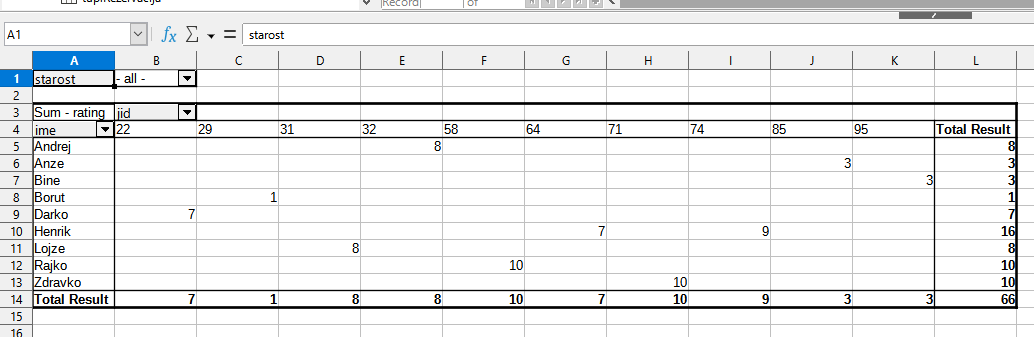 Record of
A1 fx Σ = starost
A B C D E F G H I J K L
1 starost - all -
2
3 Sum - rating jid
4 ime 22 29 31 32 58 64 71 74 85 95 Total Result
5 Andrej 8 8
6 Anze 3 3
7 Bine 3 3
8 Borut 1 1
9 Darko 7 7
10 Henrik 7 9 16
11 Lojze 8 8
12 Rajko 10 10
13 Zdravko 10 10
14 Total Result 7 1 8 8 10 7 10 9 3 3 66
15
16